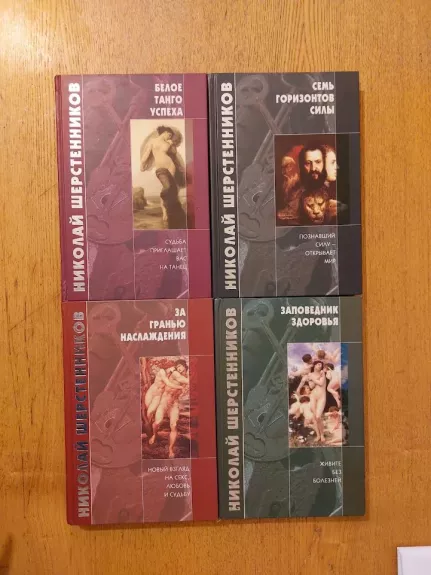 НИКОЛАЙ ШЕРСТЕННИКОВ
БЕЛОЕ
ТАНГО
УСПЕХА
СУДЬБА
ПРИГЛАШАЕТ
ВАС
НА ТАНЕЦ
НИКОЛАЙ ШЕРСТЕННИКОВ
СЕМЬ
ГОРИЗОНТОВ
СИЛЫ
ПОЗНАВШИЙ
СИЛУ —
ОТКРЫВАЕТ
МИР
НИКОЛАЙ ШЕРСТЕННИКОВ
ЗА
ГРАНЬЮ
НАСЛАЖДЕНИЯ
НОВЫЙ ВЗГЛЯД
НА СЕКС,
ЛЮБОВЬ
И СУДЬБУ
НИКОЛАЙ ШЕРСТЕННИКОВ
ЗАПОВЕДНИК
ЗДОРОВЬЯ
ЖИВИТЕ
БЕЗ
БОЛЕЗНЕЙ